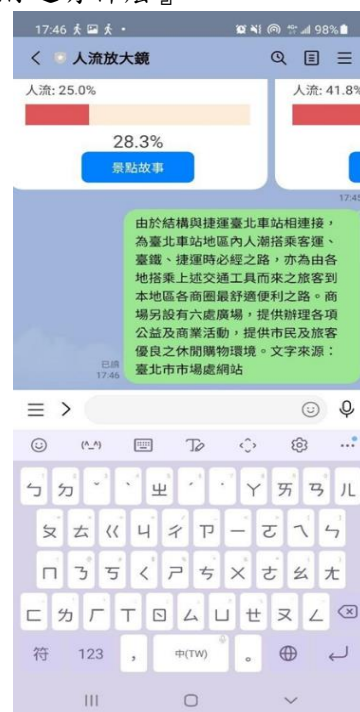 17:46
98%
人流放大鏡
人流: 25.0%
人流: 41.8%
28.3%
景點故事
17:45
由於結構與捷運臺北車站相連接，
為臺北車站地區內人潮搭乘客運、
臺鐵、捷運時必經之路，亦為由各
地搭乘上述交通工具而來之旅客到
本地區各商圈最舒適便利之路。商
場另設有六處廣場，提供辦理各項
公益及商業活動，提供市民及旅客
優良之休閒購物環境。文字來源：
臺北市市場處網站
已讀
17:46
(^_^)
ㄅ ㄉ ˇ ˋ ㄓ ˊ ˙ ㄚ ㄞ ㄢ ㄦ
ㄆ ㄊ ㄍ ㄐ ㄔ ㄗ ㄧ ㄛ ㄟ ㄣ
ㄇ ㄋ ㄎ ㄑ ㄕ ㄘ ㄨ ㄜ ㄠ ㄤ
ㄈ ㄌ ㄏ ㄒ ㄖ ㄙ ㄩ ㄝ ㄡ ㄥ
符 123 , 中(TW) 。